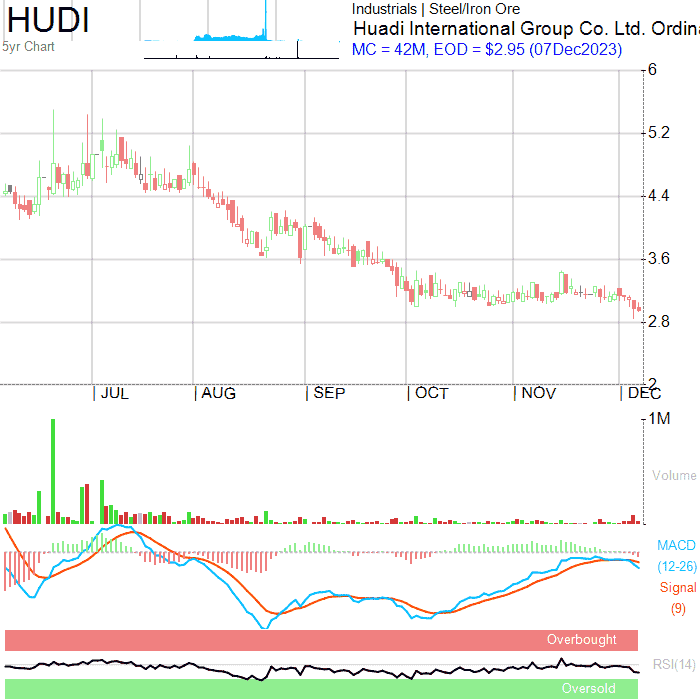 HUDI
5yr Chart
Industrials | Steel/Iron Ore
Huadi International Group Co. Ltd. Ordina
MC = 42M, EOD = $2.95 (07Dec2023)
6
5.2
4.4
3.6
2.8
2
JUL AUG SEP OCT NOV DEC
1M
Volume
MACD
(12-26)
Signal
(9)
Overbought
RSI(14)
Oversold